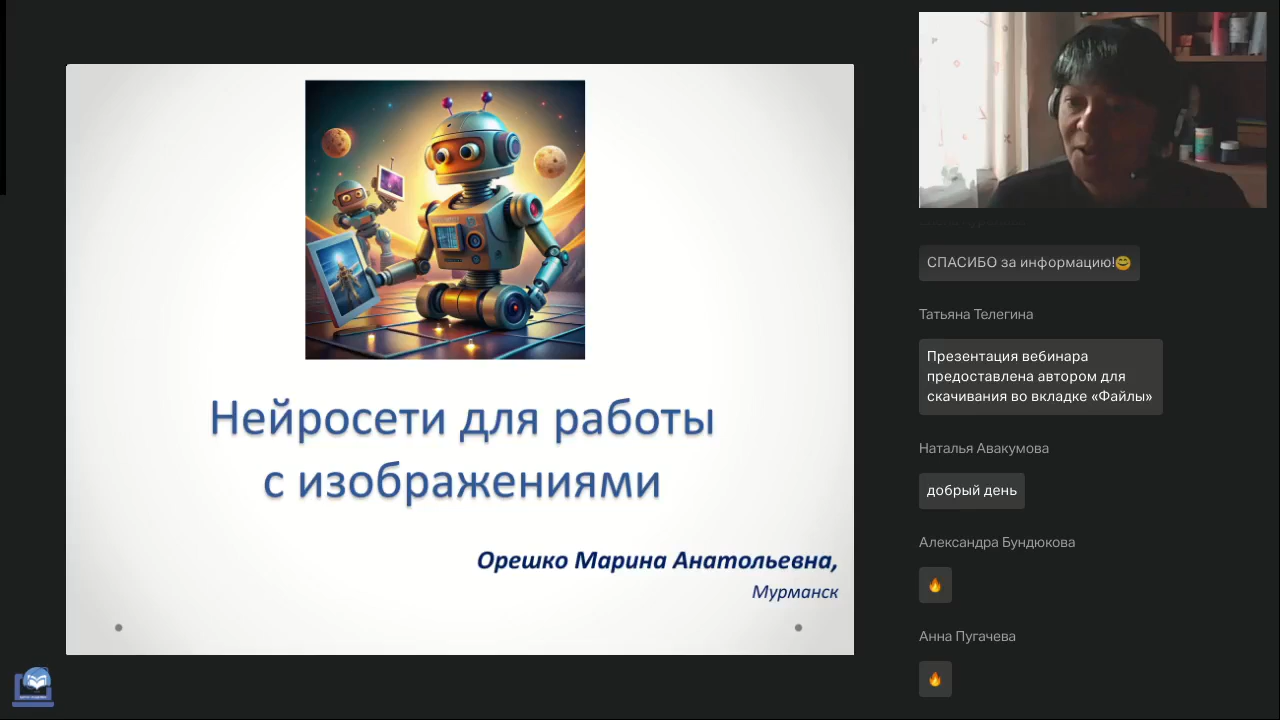 Нейросети для работы
с изображениями
Орешко Марина Анатольевна,
Мурманск
СПАСИБО за информацию!😊
Татьяна Телегина
Презентация вебинара
предоставлена автором для
скачивания во вкладке «Файлы»
Наталья Авакумова
добрый день
Александра Бундюкова
🔥
Анна Пугачева
🔥